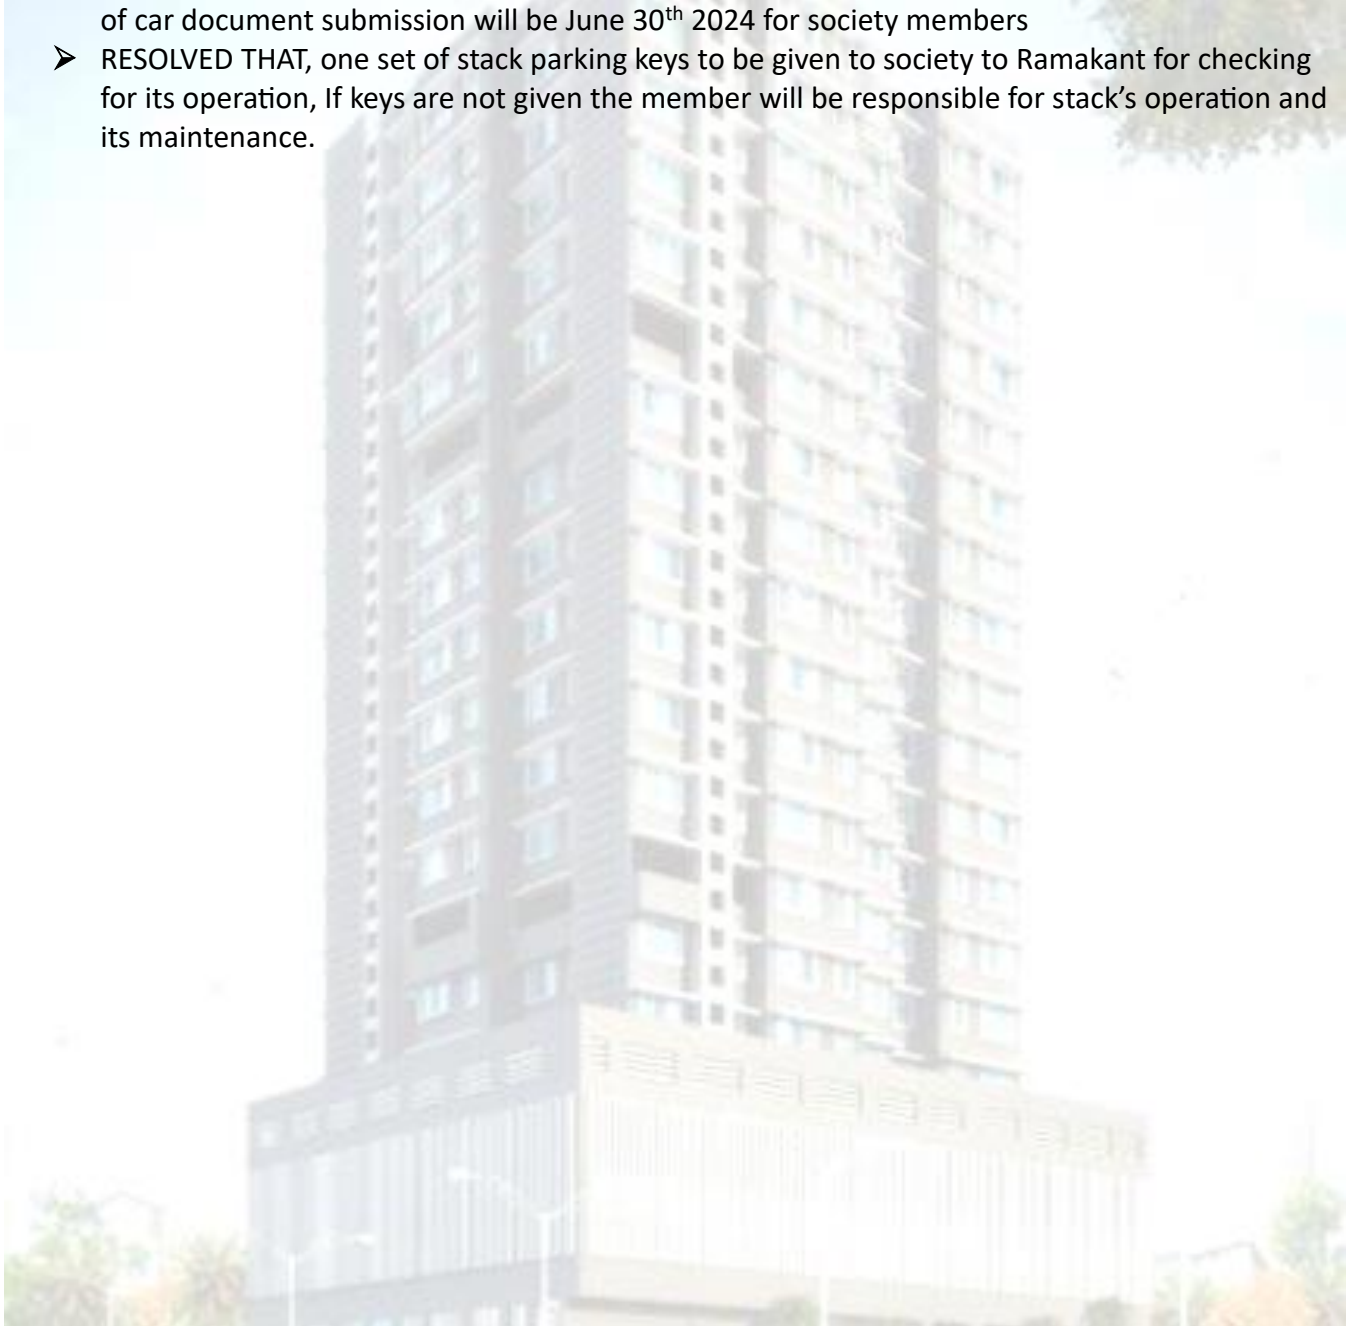 of car document submission will be June 30th 2024 for society members
➢ RESOLVED THAT, one set of stack parking keys to be given to society to Ramakant for checking
for its operation, If keys are not given the member will be responsible for stack’s operation and
its maintenance.